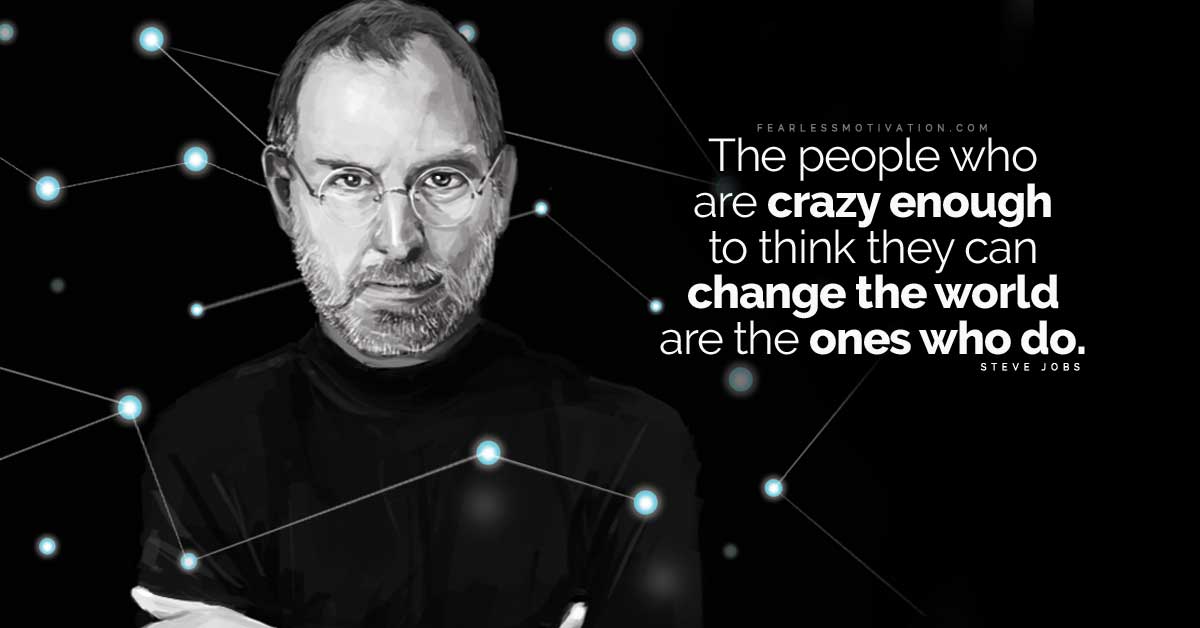 FEARLESSMOTIVATION.COM
The people who
are crazy enough
to think they can
change the world
are the ones who do.
STEVE JOBS